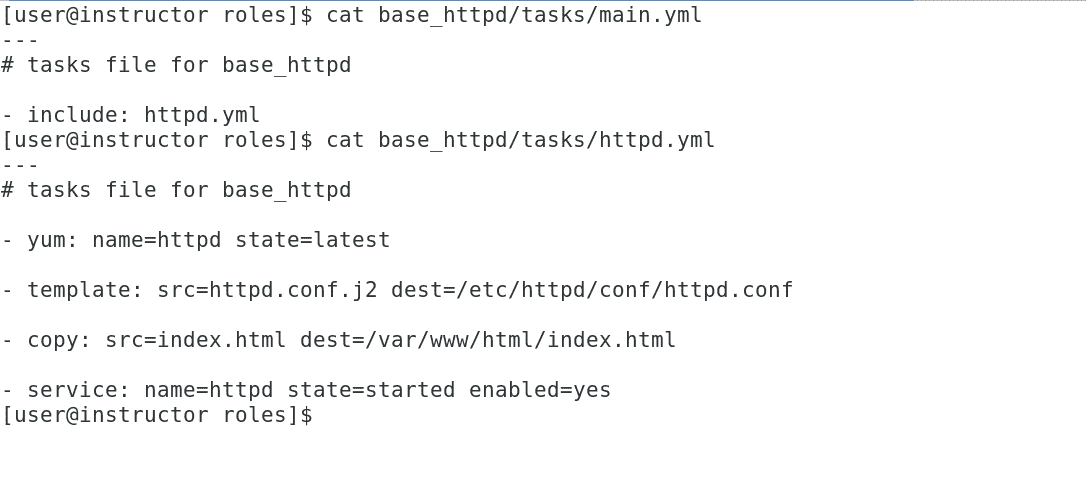 [user@instructor roles]$ cat base_httpd/tasks/main.yml
---
# tasks file for base_httpd
- include: httpd.yml
[user@instructor roles]$ cat base_httpd/tasks/httpd.yml
---
# tasks file for base_httpd
- yum: name=httpd state=latest
- template: src=httpd.conf.j2 dest=/etc/httpd/conf/httpd.conf
- copy: src=index.html dest=/var/www/html/index.html
- service: name=httpd state=started enabled=yes
[user@instructor roles]$